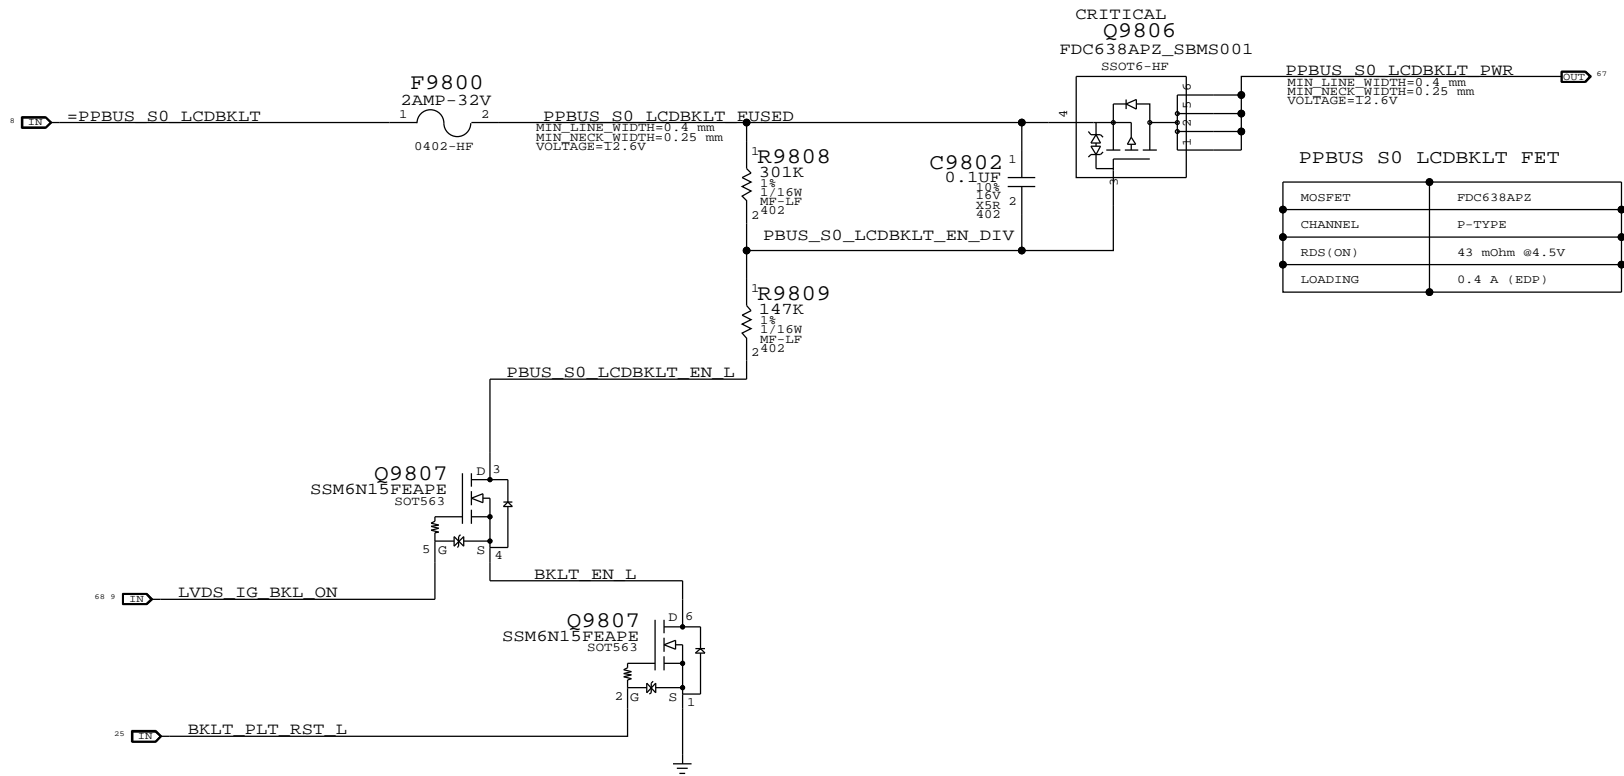 CRITICAL
Q9806
FDC638APZ_SBMS001
SSOT6-HF
F9800
2AMP-32V
8 IN =PPBUS_S0_LCDBKLT
1 2
0402-HF
PPBUS_S0_LCDBKLT_FUSED
MIN_LINE_WIDTH=0.4 mm
MIN_NECK_WIDTH=0.25 mm
VOLTAGE=12.6V
4
6
5
2
1
3
PPBUS_S0_LCDBKLT_PWR
MIN_LINE_WIDTH=0.4 mm
MIN_NECK_WIDTH=0.25 mm
VOLTAGE=12.6V
OUT 67
1
R9808
301K
1%
1/16W
MF-LF
402
2
C9802
0.1UF
10%
16V
X5R
402
1
2
PBUS_S0_LCDBKLT_EN_DIV
PPBUS S0 LCDBKLT FET
MOSFET FDC638APZ
CHANNEL P-TYPE
RDS(ON) 43 mOhm @4.5V
LOADING 0.4 A (EDP)
1
R9809
147K
1%
1/16W
MF-LF
402
2
PBUS_S0_LCDBKLT_EN_L
Q9807
SSM6N15FEAPE
SOT563
D 3
5 G S 4
BKLT_EN_L
68 9 IN LVDS_IG_BKL_ON
Q9807
SSM6N15FEAPE
SOT563
D 6
2 G S 1
25 IN BKLT_PLT_RST_L